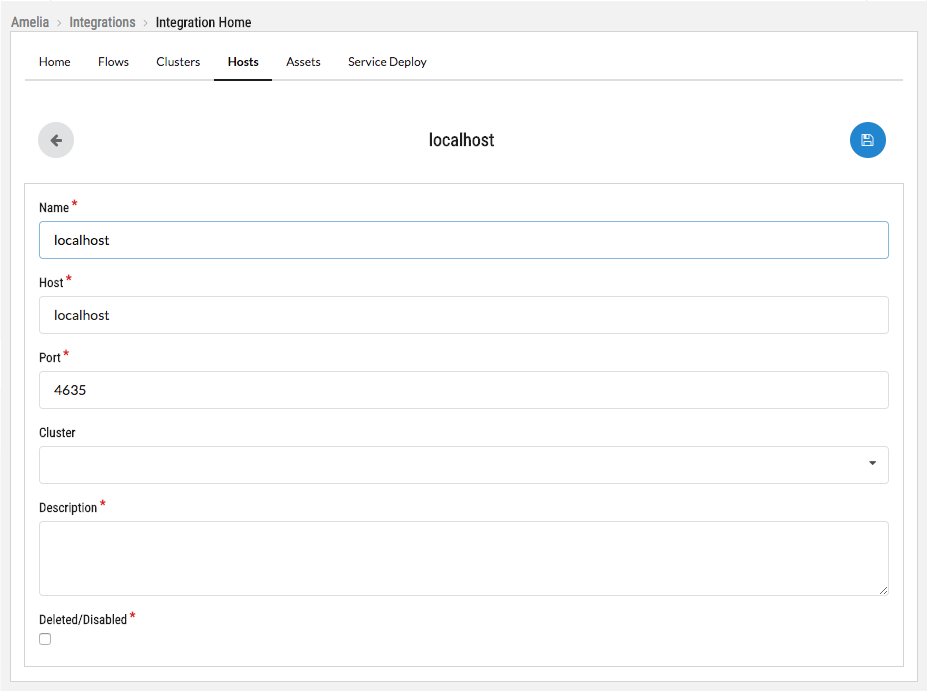 Amelia > Integrations > Integration Home
Home Flows Clusters Hosts Assets Service Deploy
localhost
Name *
localhost
Host *
localhost
Port *
4635
Cluster
Description *
Deleted/Disabled *